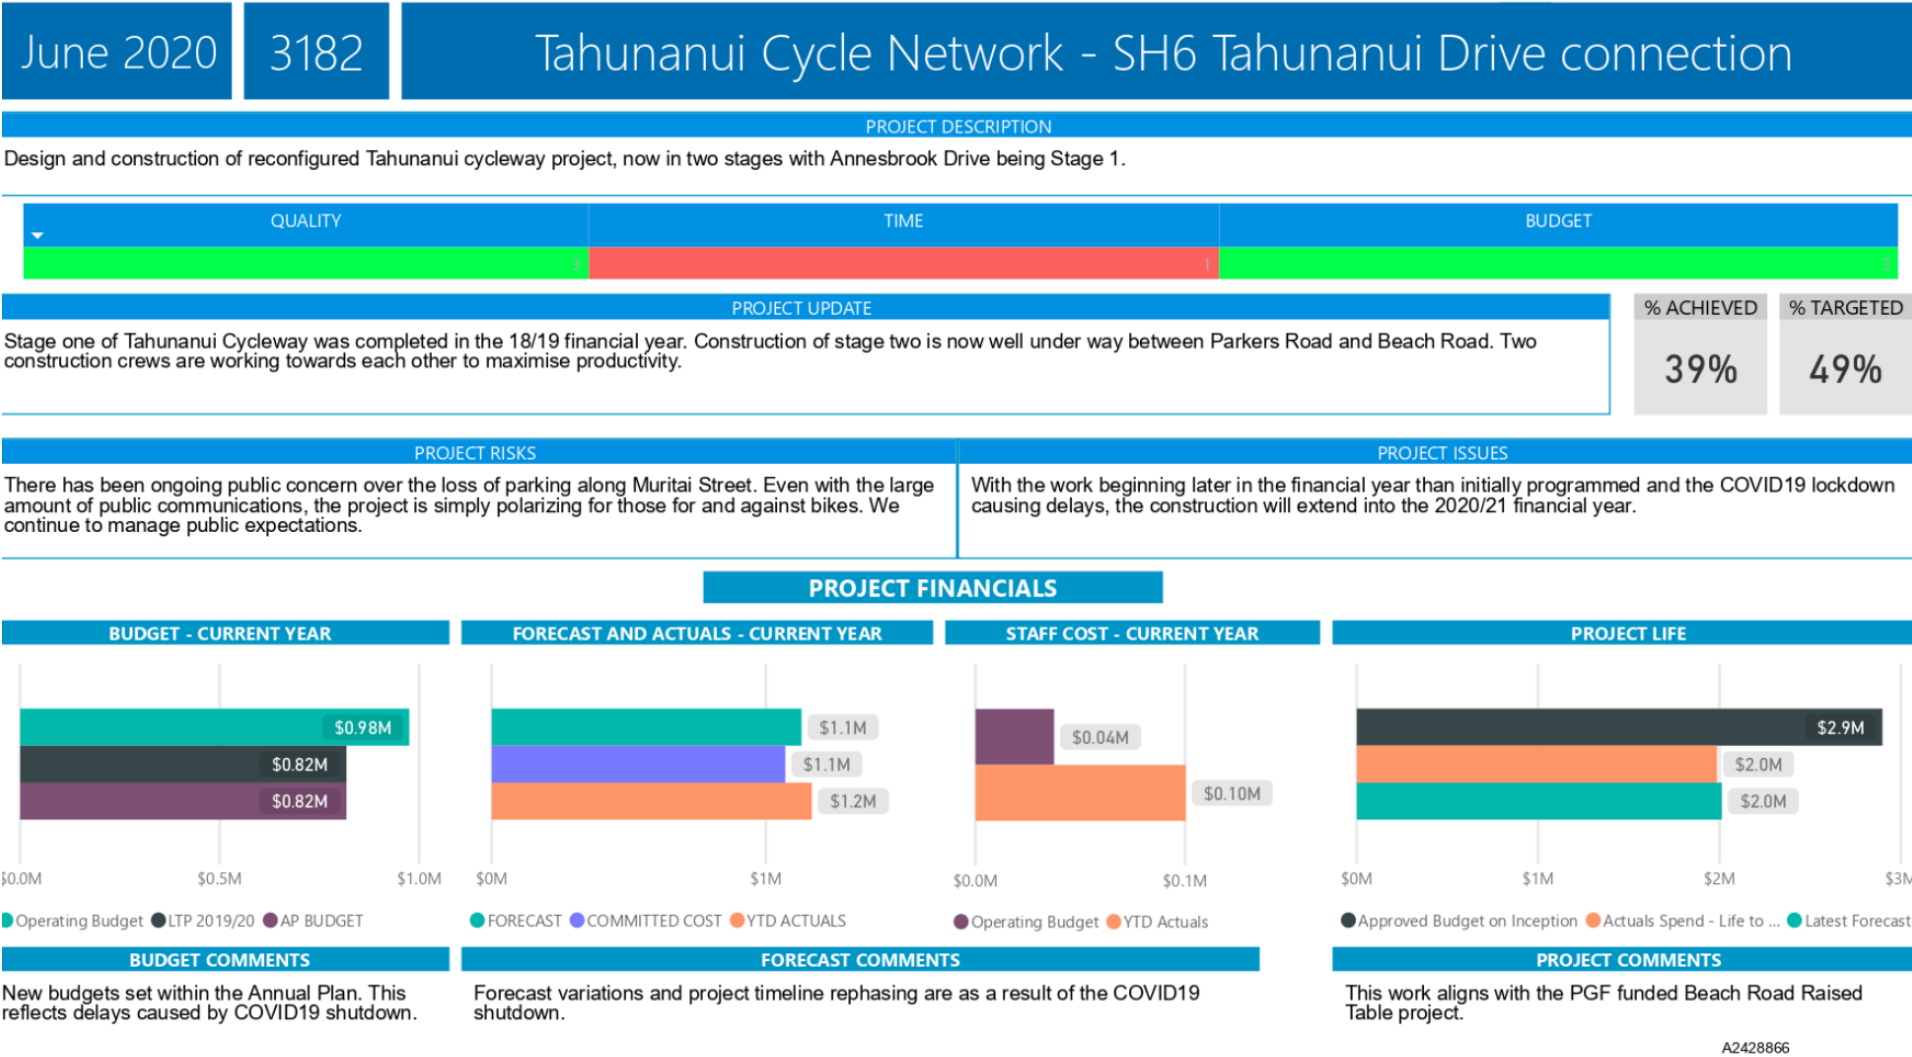 June 2020
3182
Tahunanui Cycle Network - SH6 Tahunanui Drive connection
PROJECT DESCRIPTION
Design and construction of reconfigured Tahunanui cycleway project, now in two stages with Annesbrook Drive being Stage 1.
QUALITY
TIME
BUDGET
3
1
3
PROJECT UPDATE
Stage one of Tahunanui Cycleway was completed in the 18/19 financial year. Construction of stage two is now well under way between Parkers Road and Beach Road. Two
construction crews are working towards each other to maximise productivity.
% ACHIEVED
39%
% TARGETED
49%
PROJECT RISKS
There has been ongoing public concern over the loss of parking along Muritai Street. Even with the large
amount of public communications, the project is simply polarizing for those for and against bikes. We
continue to manage public expectations.
PROJECT ISSUES
With the work beginning later in the financial year than initially programmed and the COVID19 lockdown
causing delays, the construction will extend into the 2020/21 financial year.
PROJECT FINANCIALS
BUDGET - CURRENT YEAR
$0.98M
$0.82M
$0.82M
$0.0M $0.5M $1.0M
Operating Budget LTP 2019/20 AP BUDGET
FORECAST AND ACTUALS - CURRENT YEAR
$1.1M
$1.1M
$1.2M
$0M $1M
FORECAST COMMITTED COST YTD ACTUALS
STAFF COST - CURRENT YEAR
$0.04M
$0.10M
$0.0M $0.1M
Operating Budget YTD Actuals
PROJECT LIFE
$2.9M
$2.0M
$2.0M
$0M $1M $2M $3M
Approved Budget on Inception Actuals Spend - Life to ... Latest Forecast
BUDGET COMMENTS
New budgets set within the Annual Plan. This
reflects delays caused by COVID19 shutdown.
FORECAST COMMENTS
Forecast variations and project timeline rephasing are as a result of the COVID19
shutdown.
PROJECT COMMENTS
This work aligns with the PGF funded Beach Road Raised
Table project.
A2428866